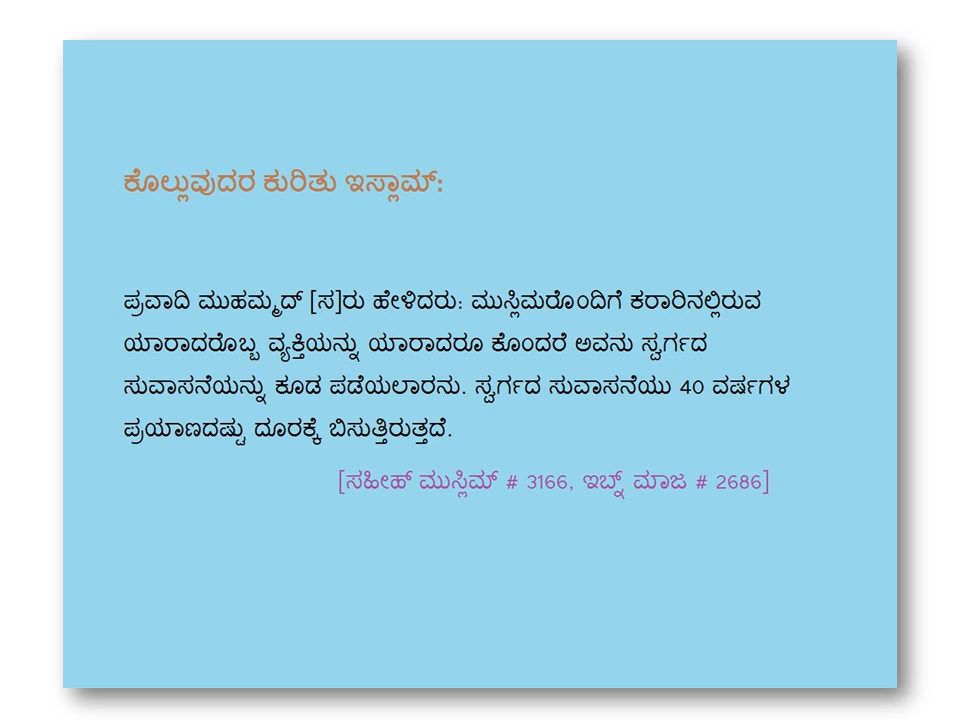 ಕೊಲ್ಲುವುದರ ಕುರಿತು ಇಸ್ಲಾಮ್:
ಪ್ರವಾದಿ ಮುಹಮ್ಮದ್ [ಸ]ರು ಹೇಳಿದರು: ಮುಸ್ಲಿಮರೊಂದಿಗೆ ಕರಾರಿನಲ್ಲಿರುವ
ಯಾರಾದರೊಬ್ಬ ವ್ಯಕ್ತಿಯನ್ನು ಯಾರಾದರೂ ಕೊಂದರೆ ಅವನು ಸ್ವರ್ಗದ
ಸುವಾಸನೆಯನ್ನು ಕೂಡ ಪಡೆಯಲಾರನು. ಸ್ವರ್ಗದ ಸುವಾಸನೆಯು 40 ವರ್ಷಗಳ
ಪ್ರಯಾಣದಷ್ಟು ದೂರಕ್ಕೆ ಬಿಸುತ್ತಿರುತ್ತದೆ.
[ಸಹೀಹ್ ಮುಸ್ಲಿಮ್ # 3166, ಇಬ್ನ್ ಮಾಜ # 2686]